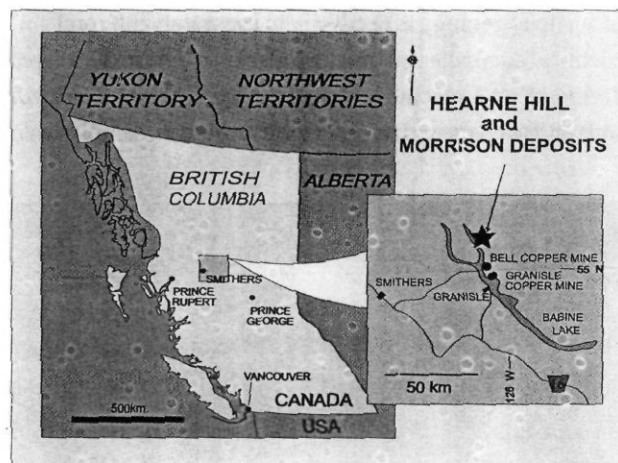 YUKON
TERRITORY
NORTHWEST
TERRITORIES
HEARNE HILL
and
MORRISON DEPOSITS
BRITISH
COLUMBIA
ALBERTA
SMITHERS
PRINCE
RUPERT
PRINCE
GEORGE
VANCOUVER
CANADA
USA
500km
BELL COPPER MINE
55 N
GRANISLE
COPPER MINE
SMITHERS
GRANISLE
BABINE
LAKE
50 km
126 W
16